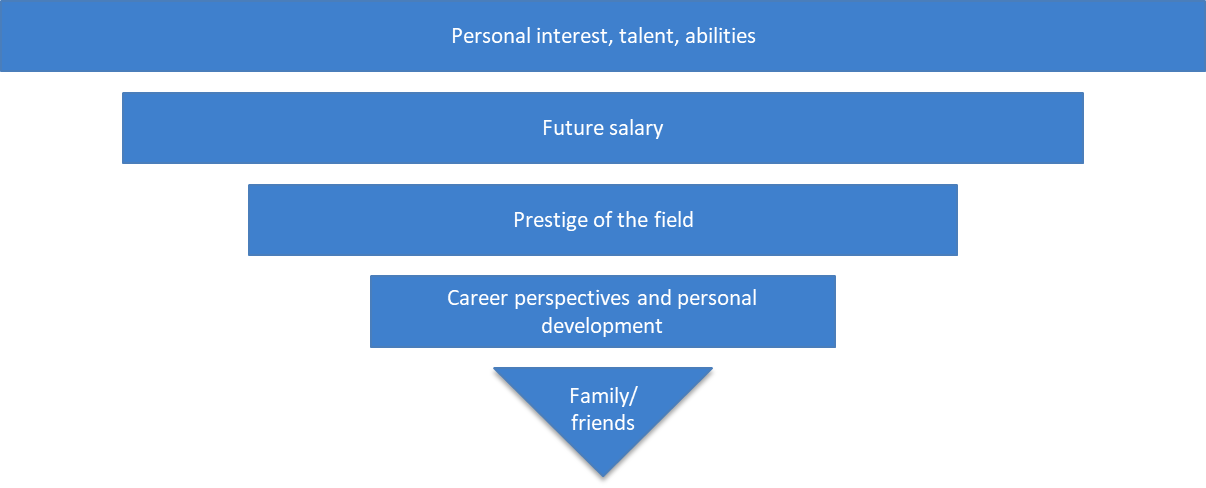 Personal interest, talent, abilities
Future salary
Prestige of the field
Career perspectives and personal
development
Family/
friends